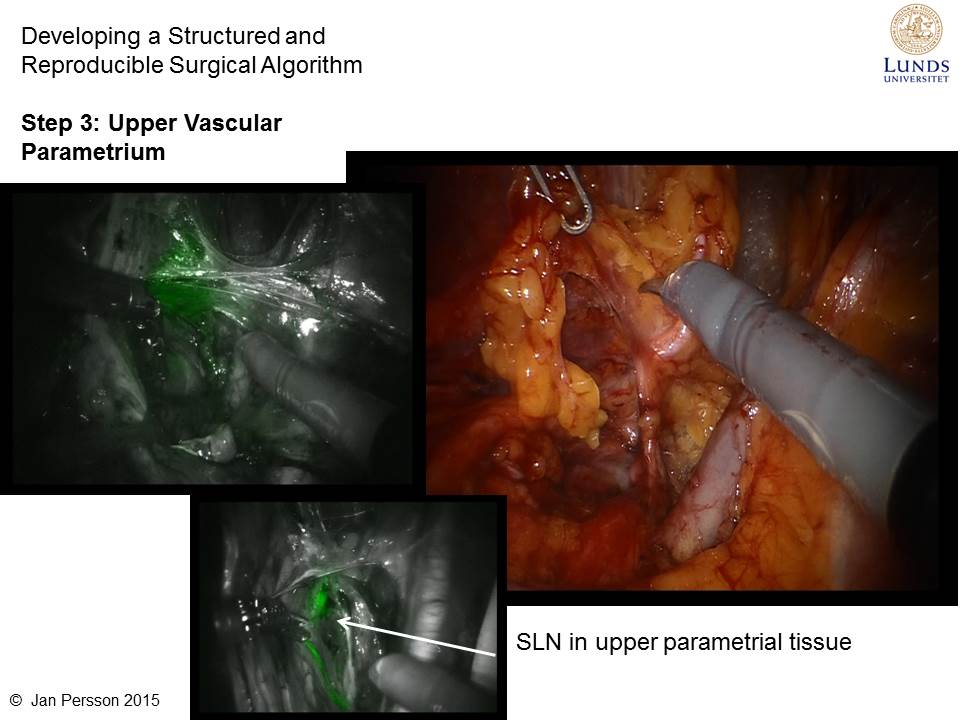 Developing a Structured and
Reproducible Surgical Algorithm
LUNDS
UNIVERSITET
Step 3: Upper Vascular
Parametrium
SLN in upper parametrial tissue
© Jan Persson 2015